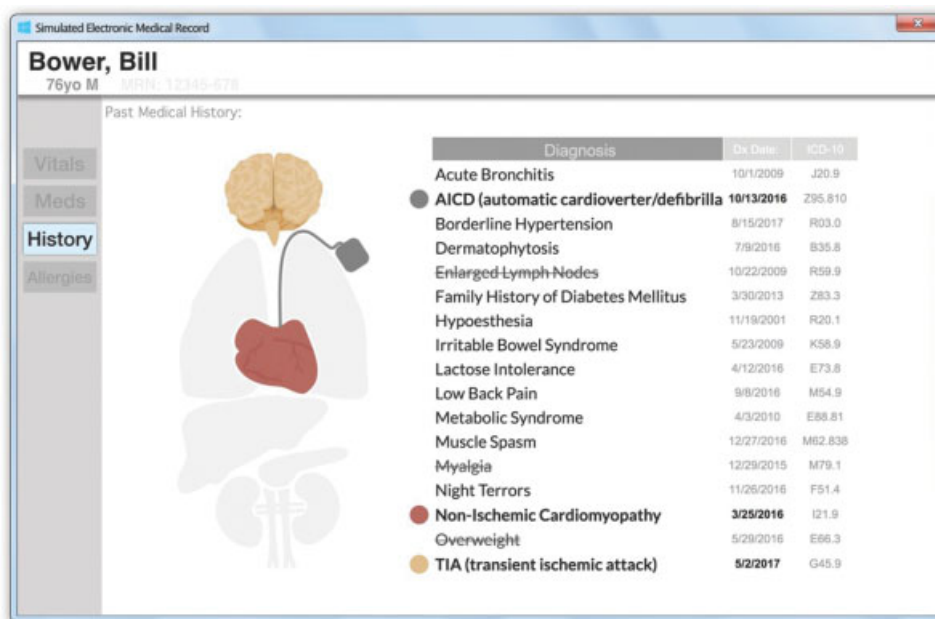 Simulated Electronic Medical Record
Bower, Bill
76yo M MRN: 12345-678
Past Medical History:
Vitals
Meds
History
Allergies
Diagnosis Dx Date: ICD-10
Acute Bronchitis 10/1/2009 J20.9
AICD (automatic cardioverter/defibrilla 10/13/2016 Z95.810
Borderline Hypertension 8/15/2017 R03.0
Dermatophytosis 7/9/2016 B35.8
Enlarged Lymph Nodes 10/22/2009 R59.9
Family History of Diabetes Mellitus 3/30/2013 Z83.3
Hypoesthesia 11/19/2001 R20.1
Irritable Bowel Syndrome 5/23/2009 K58.9
Lactose Intolerance 4/12/2016 E73.8
Low Back Pain 9/8/2016 M54.9
Metabolic Syndrome 4/3/2010 E88.81
Muscle Spasm 12/27/2016 M62.838
Myalgia 12/29/2015 M79.1
Night Terrors 11/26/2016 F51.4
Non-Ischemic Cardiomyopathy 3/25/2016 I21.9
Overweight 5/29/2016 E66.3
TIA (transient ischemic attack) 5/2/2017 G45.9